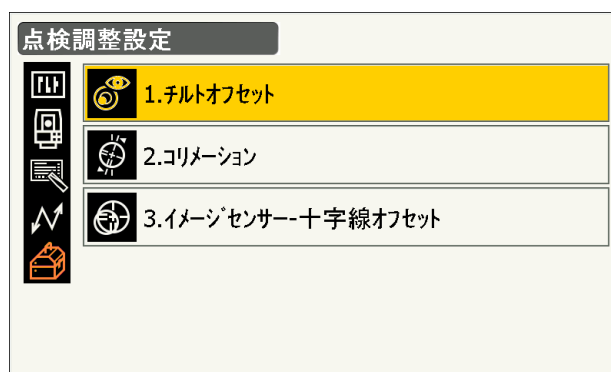 点検調整設定
1.チルトオフセット
2.コリメーション
3.イメージセンサー-十字線オフセット